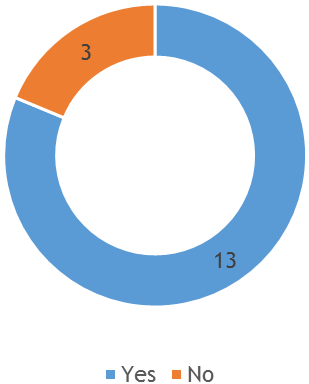 3
13
Yes No